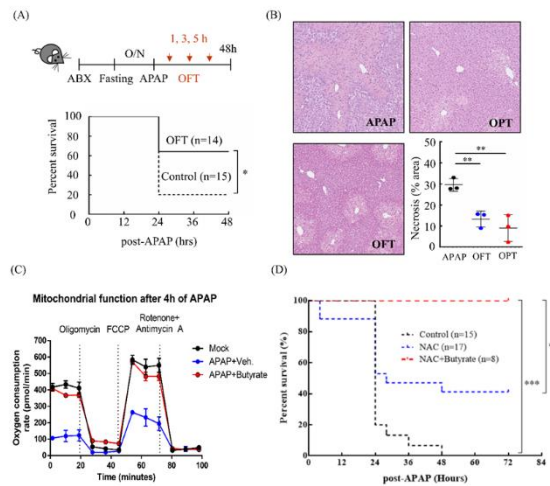 (A)
1, 3, 5 h
O/N
48h
ABX Fasting APAP OFT
Percent survival
100
80
60
40
20
0
OFT (n=14)
Control (n=15)
*
0 12 24 36 48
post-APAP (hrs)
(B)
APAP
OPT
OFT
Necrosis (% area)
50
40
30
20
10
0
**
**
APAP OFT OPT
(C)
Mitochondrial function after 4h of APAP
Oligomycin FCCP Rotenone+
Antimycin A
Oxygen consumption
rate (pmol/min)
700
600
500
400
300
200
100
0
Mock
APAP+Veh.
APAP+Butyrate
0 20 40 60 80 100
Time (minutes)
(D)
Percent survival (%)
100
80
60
40
20
0
Control (n=15)
NAC (n=17)
NAC+Butyrate (n=8)
***
0 12 24 36 48 60 72 84
post-APAP (Hours)